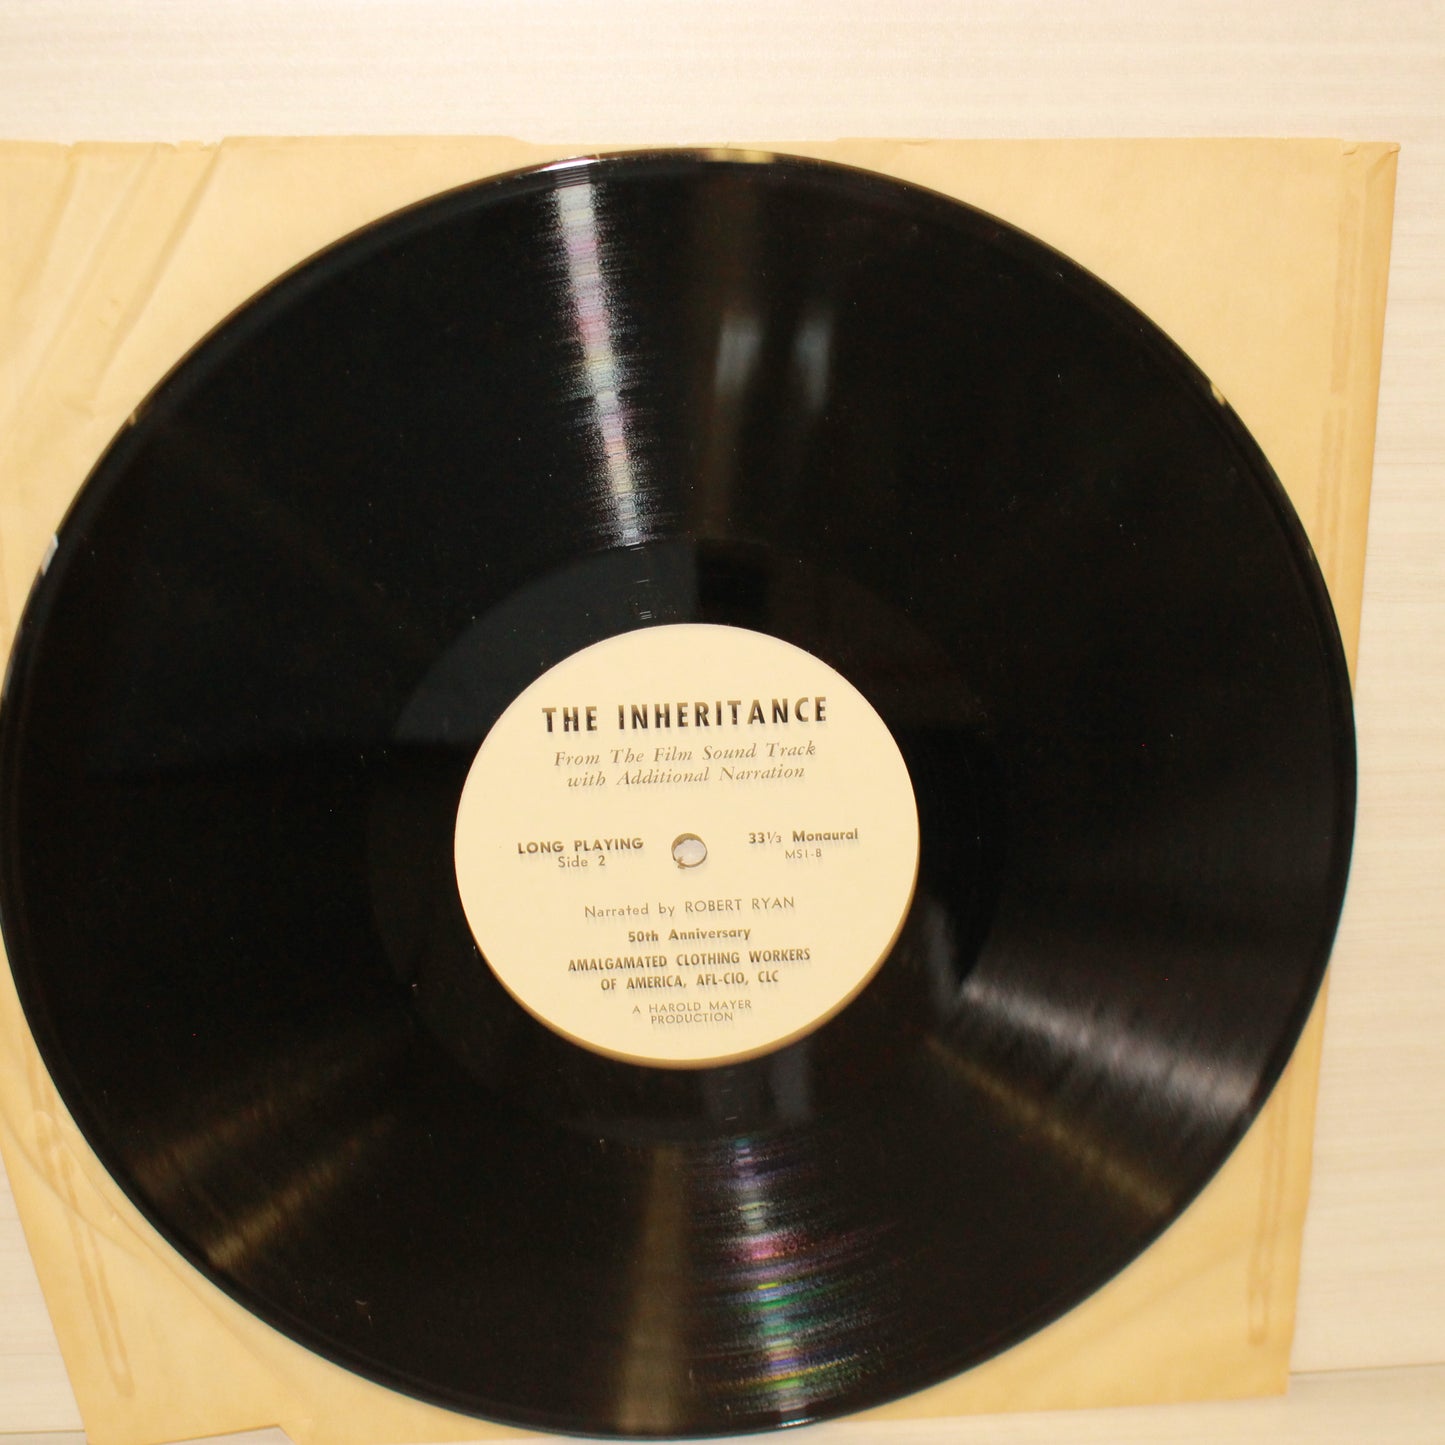 THE INHERITANCE
From The Film Sound Track
with Additional Narration
LONG PLAYING
Side 2
33⅓ Monaural
MSI-B
Narrated by ROBERT RYAN
50th Anniversary
AMALGAMATED CLOTHING WORKERS
OF AMERICA, AFL-CIO, CLC
A HAROLD MAYER
PRODUCTION